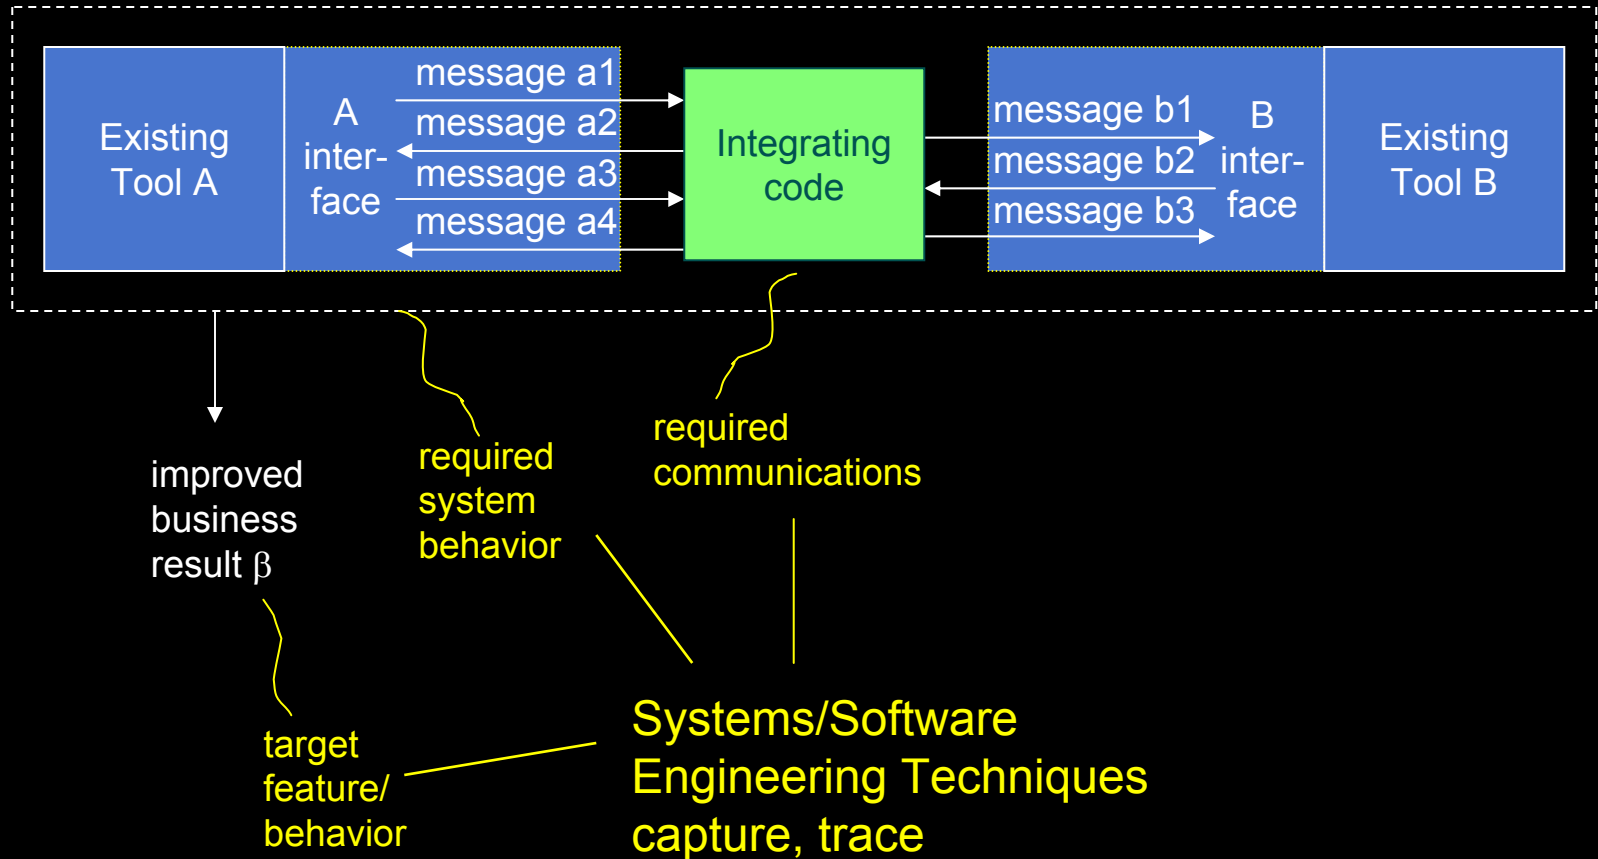 Existing
Tool A
A
inter-
face
message a1
message a2
message a3
message a4
Integrating
code
message b1
message b2
message b3
B
inter-
face
Existing
Tool B
improved
business
result β
required
system
behavior
required
communications
target
feature/
behavior
Systems/Software
Engineering Techniques
capture, trace